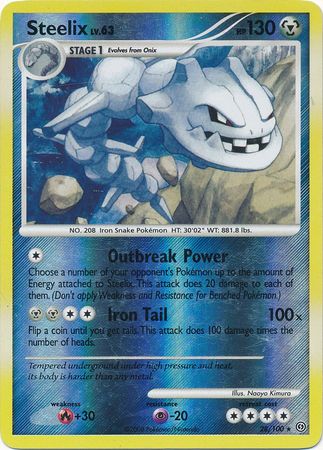 Steelix LV.63 HP 130
STAGE 1 Evolves from Onix
NO. 208 Iron Snake Pokémon HT: 30'02" WT: 881.8 lbs.
Outbreak Power
Choose a number of your opponent's Pokémon up to the amount of
Energy attached to Steelix. This attack does 20 damage to each of
them. (Don't apply Weakness and Resistance for Benched Pokémon.)
Iron Tail 100x
Flip a coin until you get tails. This attack does 100 damage times the
number of heads.
Tempered underground under high pressure and heat,
its body is harder than any metal.
Illus. Naoyo Kimura
weakness resistance retreat cost
+30 -20
©2008 Pokémon/Nintendo
28/100 ★